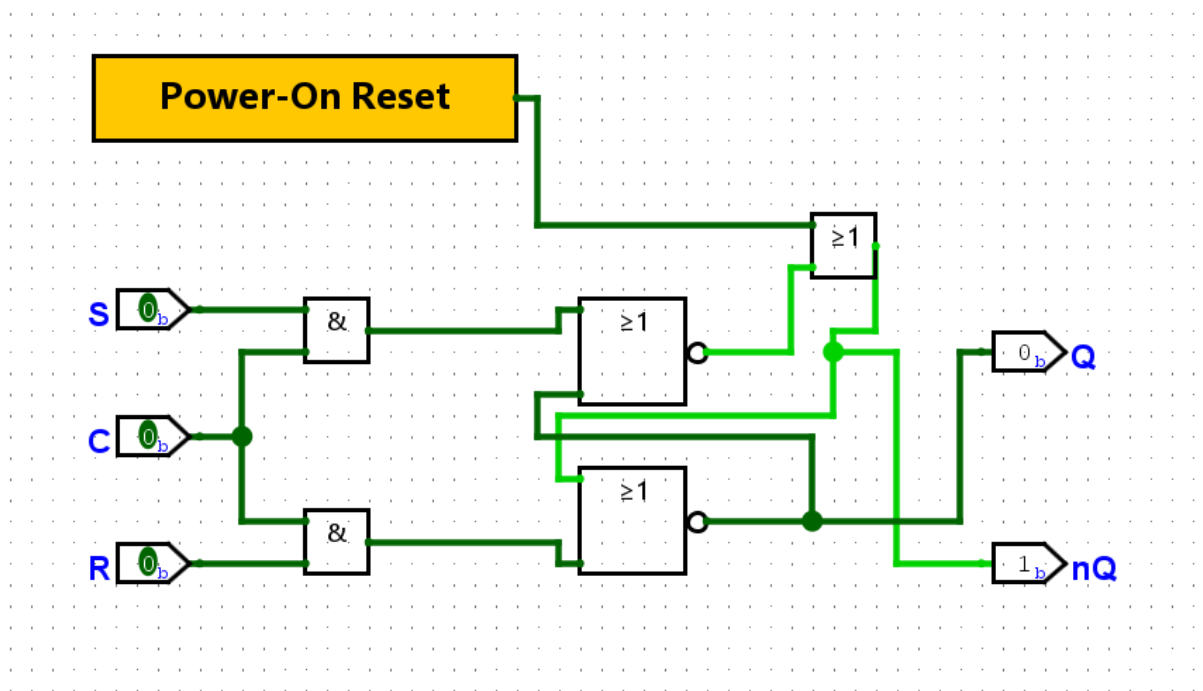 Power-On Reset
≥1
S 0b
&
≥1
0b Q
C 0b
≥1
R 0b
&
1b nQ